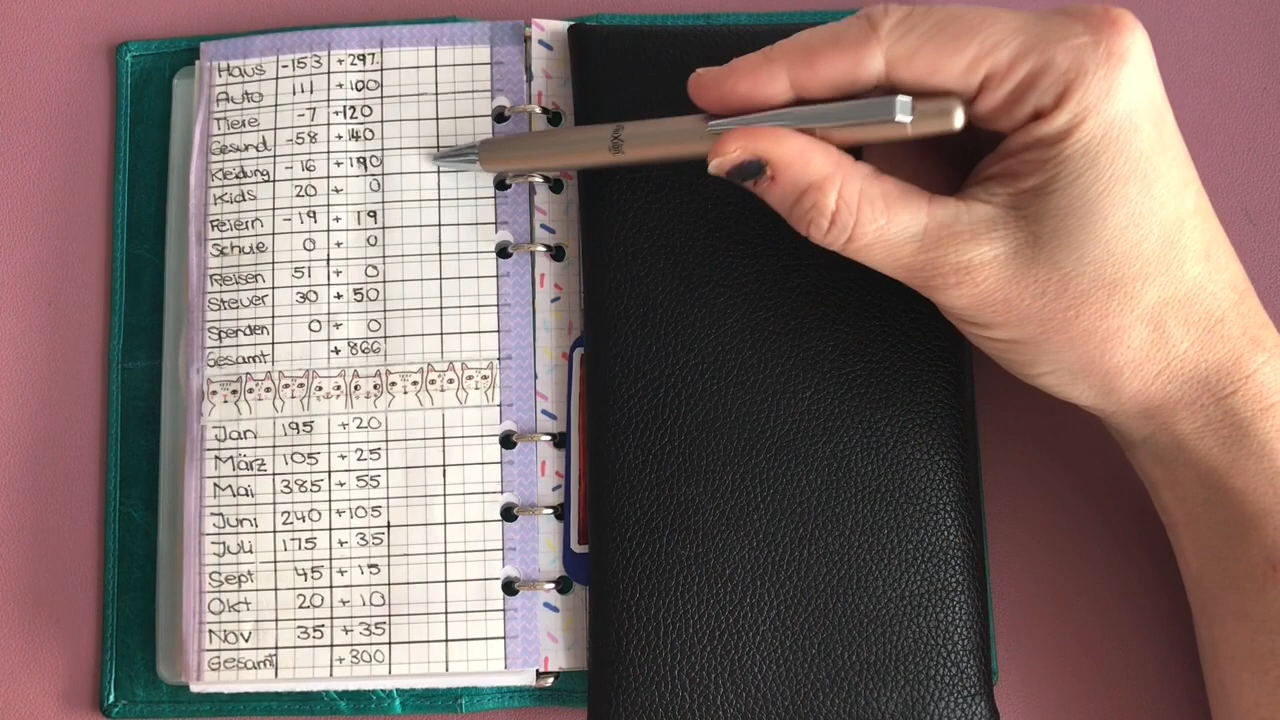 Haus -153 +297.
Auto 111 +100
Tiere -7 +120
Gesund -58 +140
Kleidung -16 +140
Kids 20 + 0
Feiern -19 + 19
Schule 0 + 0
Reisen 51 + 0
Steuer 30 + 50
Spenden 0 + 0
Gesamt +866
Jan 195 +20
März 105 + 25
Mai 385 + 55
Juni 240 +105
Juli 175 + 35
Sept 45 + 15
Okt 20 + 10
Nov 35 + 35
Gesamt +300